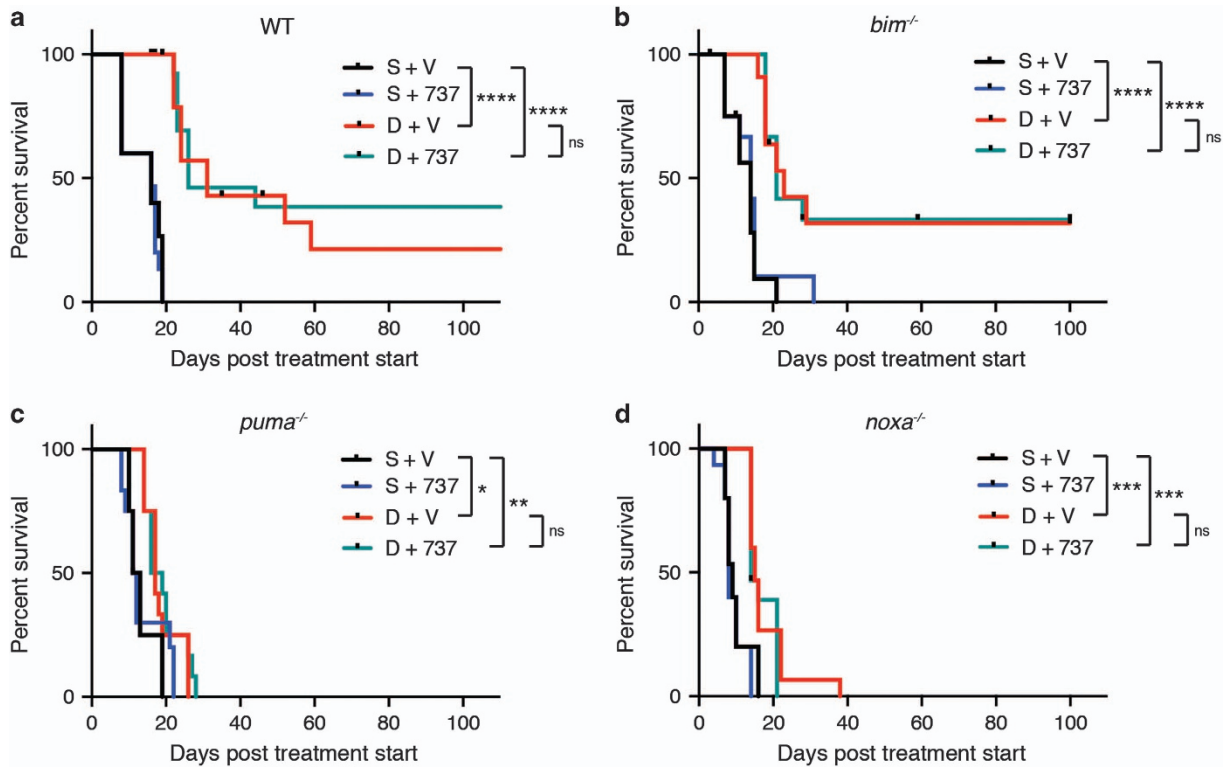 a
WT
100
50
0
Percent survival
S + V
S + 737
D + V
D + 737
****
****
ns
0 20 40 60 80 100
Days post treatment start
b
bim-/-
100
50
0
Percent survival
S + V
S + 737
D + V
D + 737
****
****
ns
0 20 40 60 80 100
Days post treatment start
c
puma-/-
100
50
0
Percent survival
S + V
S + 737
D + V
D + 737
*
**
ns
0 20 40 60 80 100
Days post treatment start
d
noxa-/-
100
50
0
Percent survival
S + V
S + 737
D + V
D + 737
***
***
ns
0 20 40 60 80 100
Days post treatment start